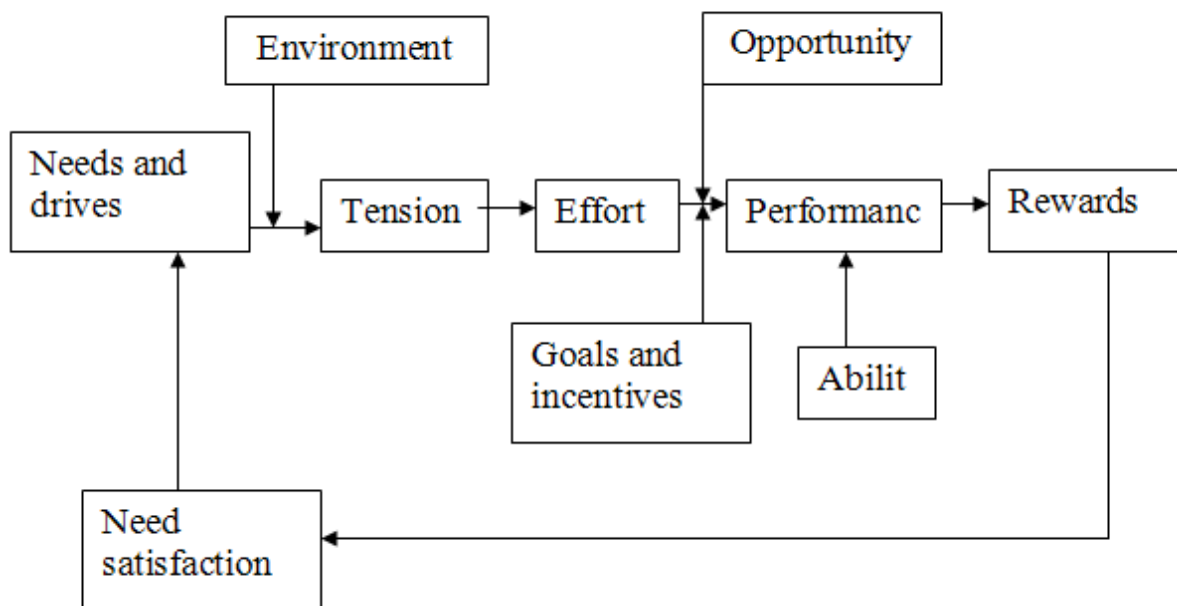 Environment
Opportunity
Needs and
drives
Tension
Effort
Performanc
Rewards
Goals and
incentives
Abilit
Need
satisfaction